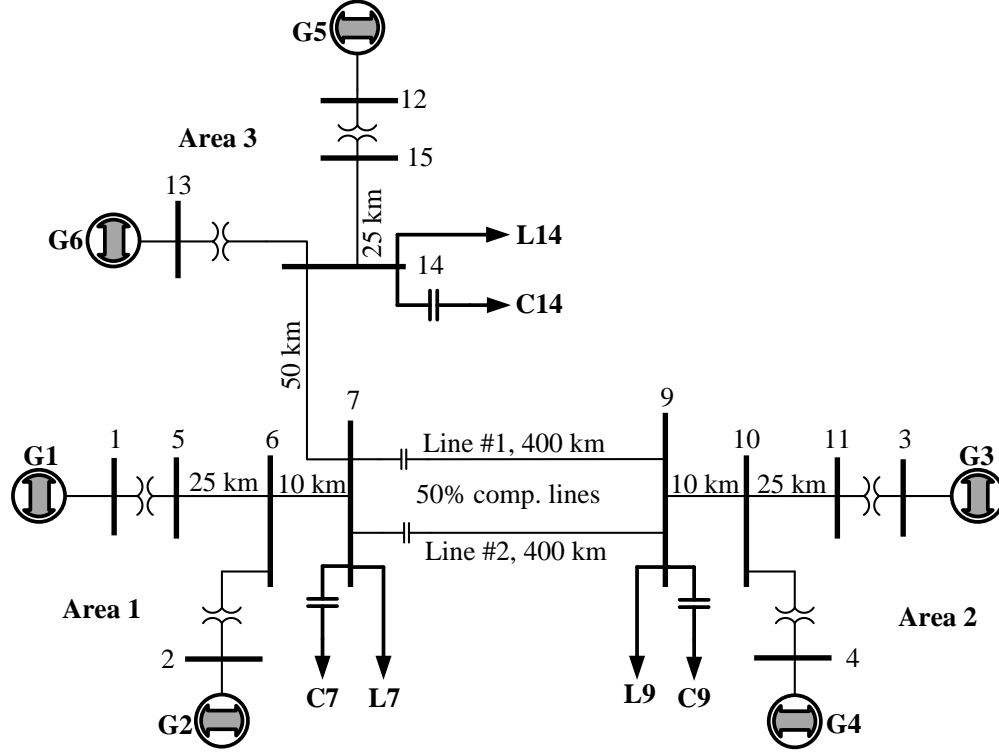 G5
12
Area 3
15
13
25 km
G6
L14
14
C14
50 km
7
9
Line #1, 400 km
G1
1
5
6
10
11
3
G3
25 km
10 km
50% comp. lines
10 km
25 km
Line #2, 400 km
Area 1
Area 2
2
4
C7
L7
L9
C9
G2
G4